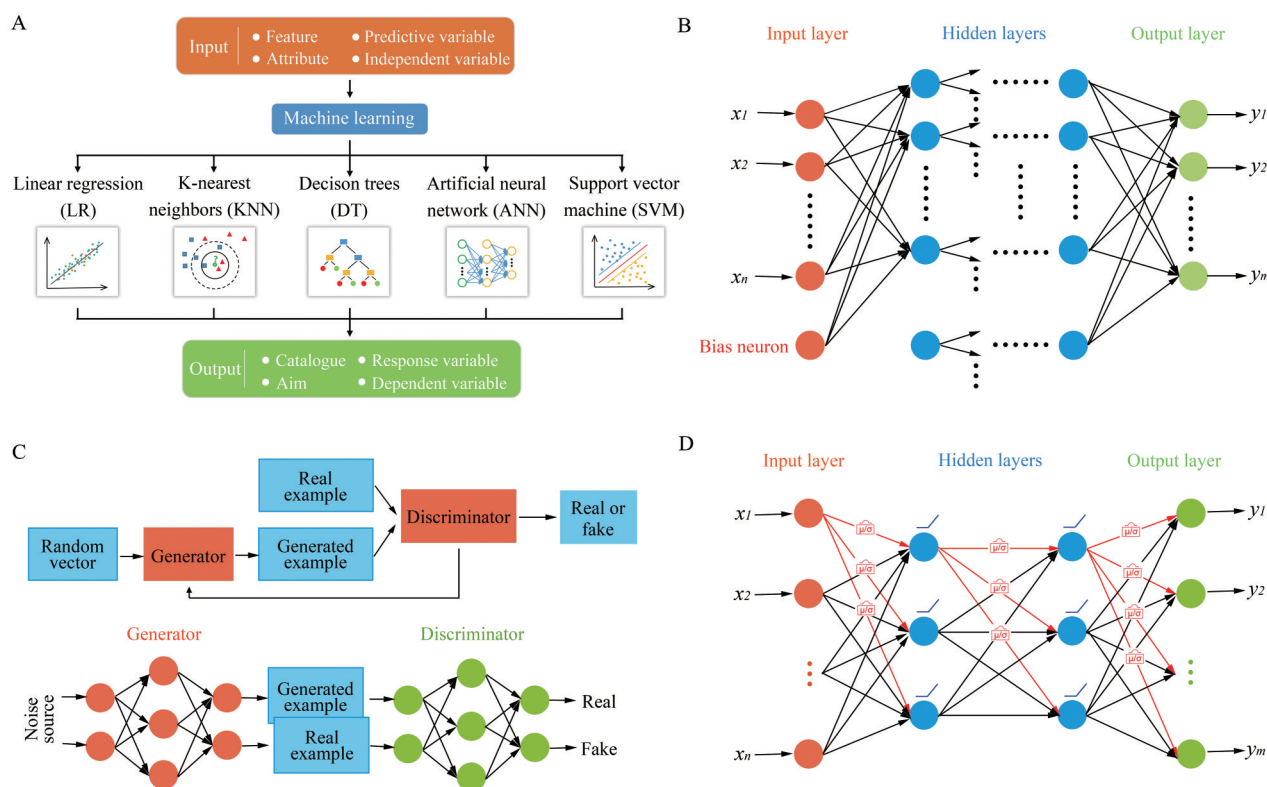 A
Input
● Feature ● Predictive variable
● Attribute ● Independent variable
Machine learning
Linear regression
(LR)
K-nearest
neighbors (KNN)
Decison trees
(DT)
Artificial neural
network (ANN)
Support vector
machine (SVM)
?
Output
● Catalogue ● Response variable
● Aim ● Dependent variable
B
Input layer Hidden layers Output layer
x1
x2
xn
Bias neuron
y1
y2
yn
C
Real
example
Random
vector
Generator
Generated
example
Discriminator
Real or
fake
Generator
Discriminator
Noise
source
Generated
example
Real
example
Real
Fake
D
Input layer Hidden layers Output layer
x1
x2
xn
μ/σ
μ/σ
μ/σ
μ/σ
μ/σ
μ/σ
μ/σ
μ/σ
μ/σ
μ/σ
y1
y2
ym